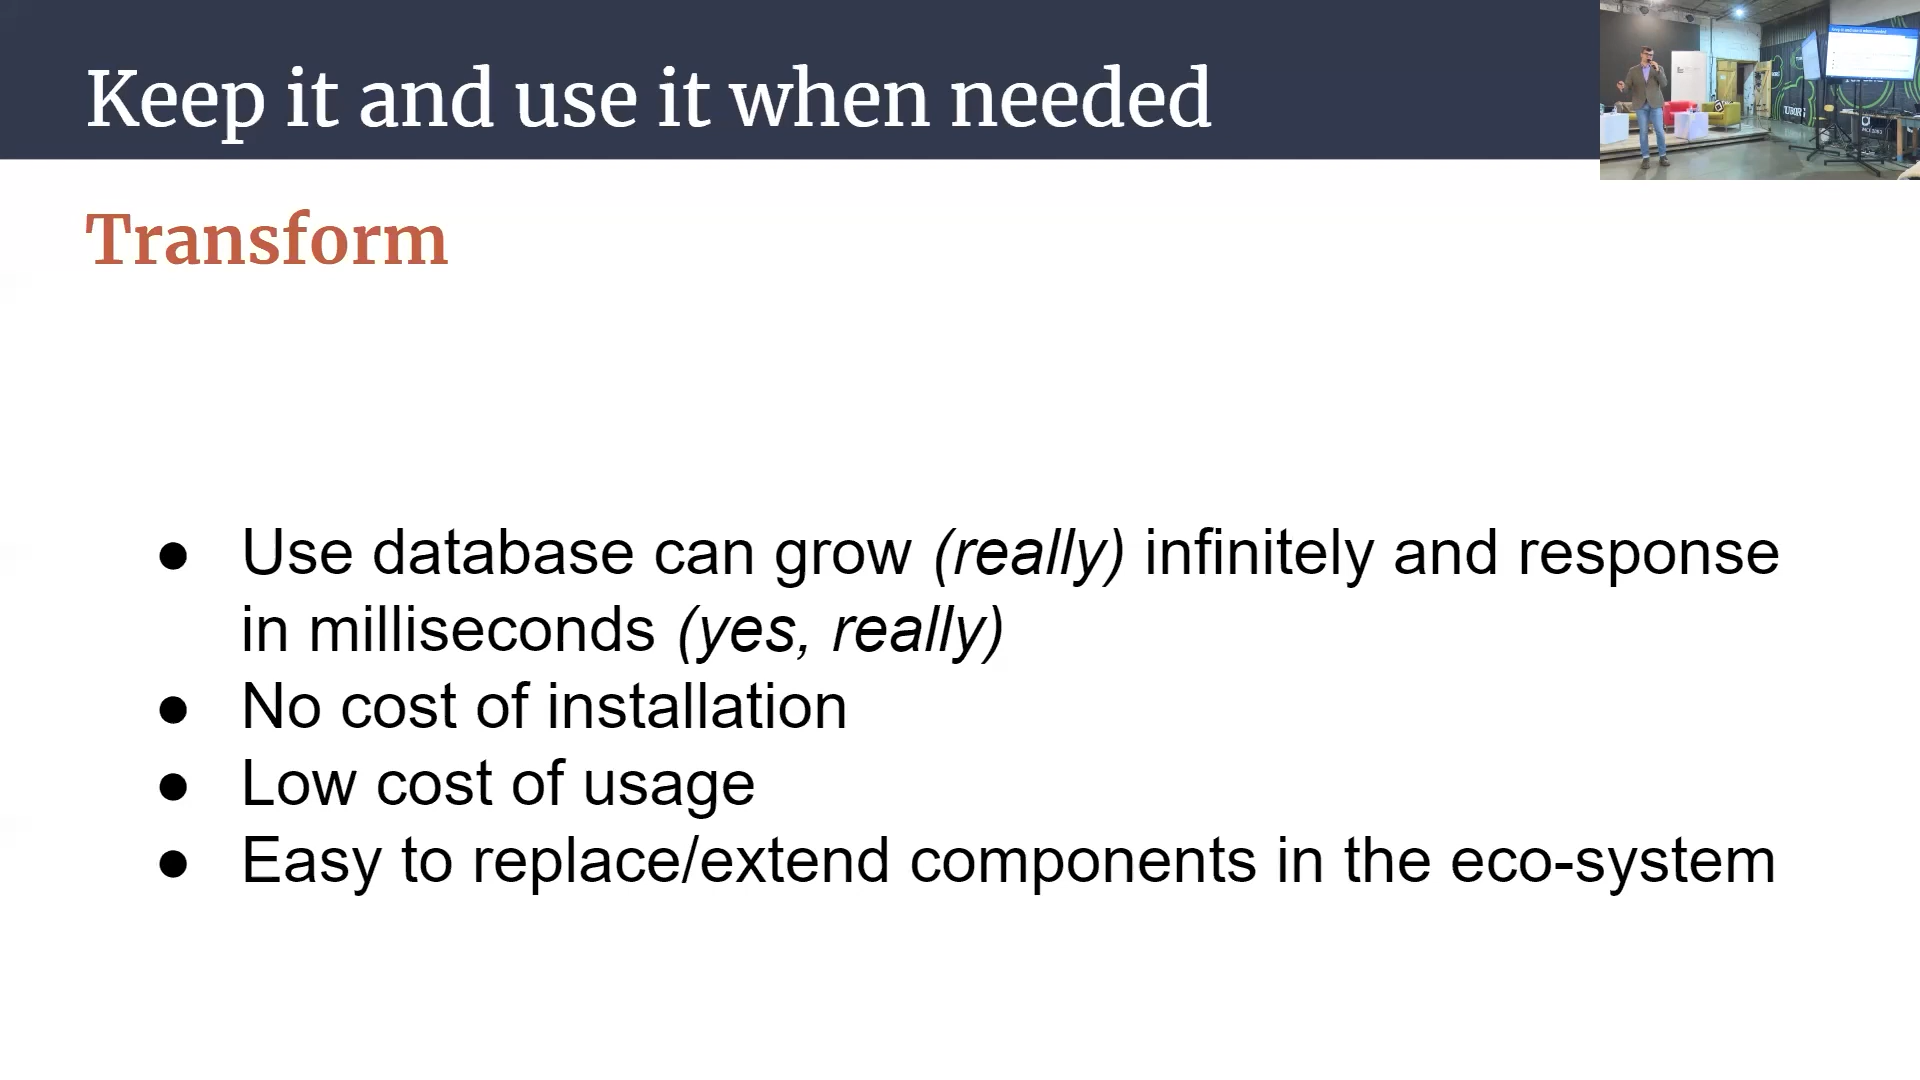 Keep it and use it when needed
Transform
● Use database can grow (really) infinitely and response
in milliseconds (yes, really)
● No cost of installation
● Low cost of usage
● Easy to replace/extend components in the eco-system